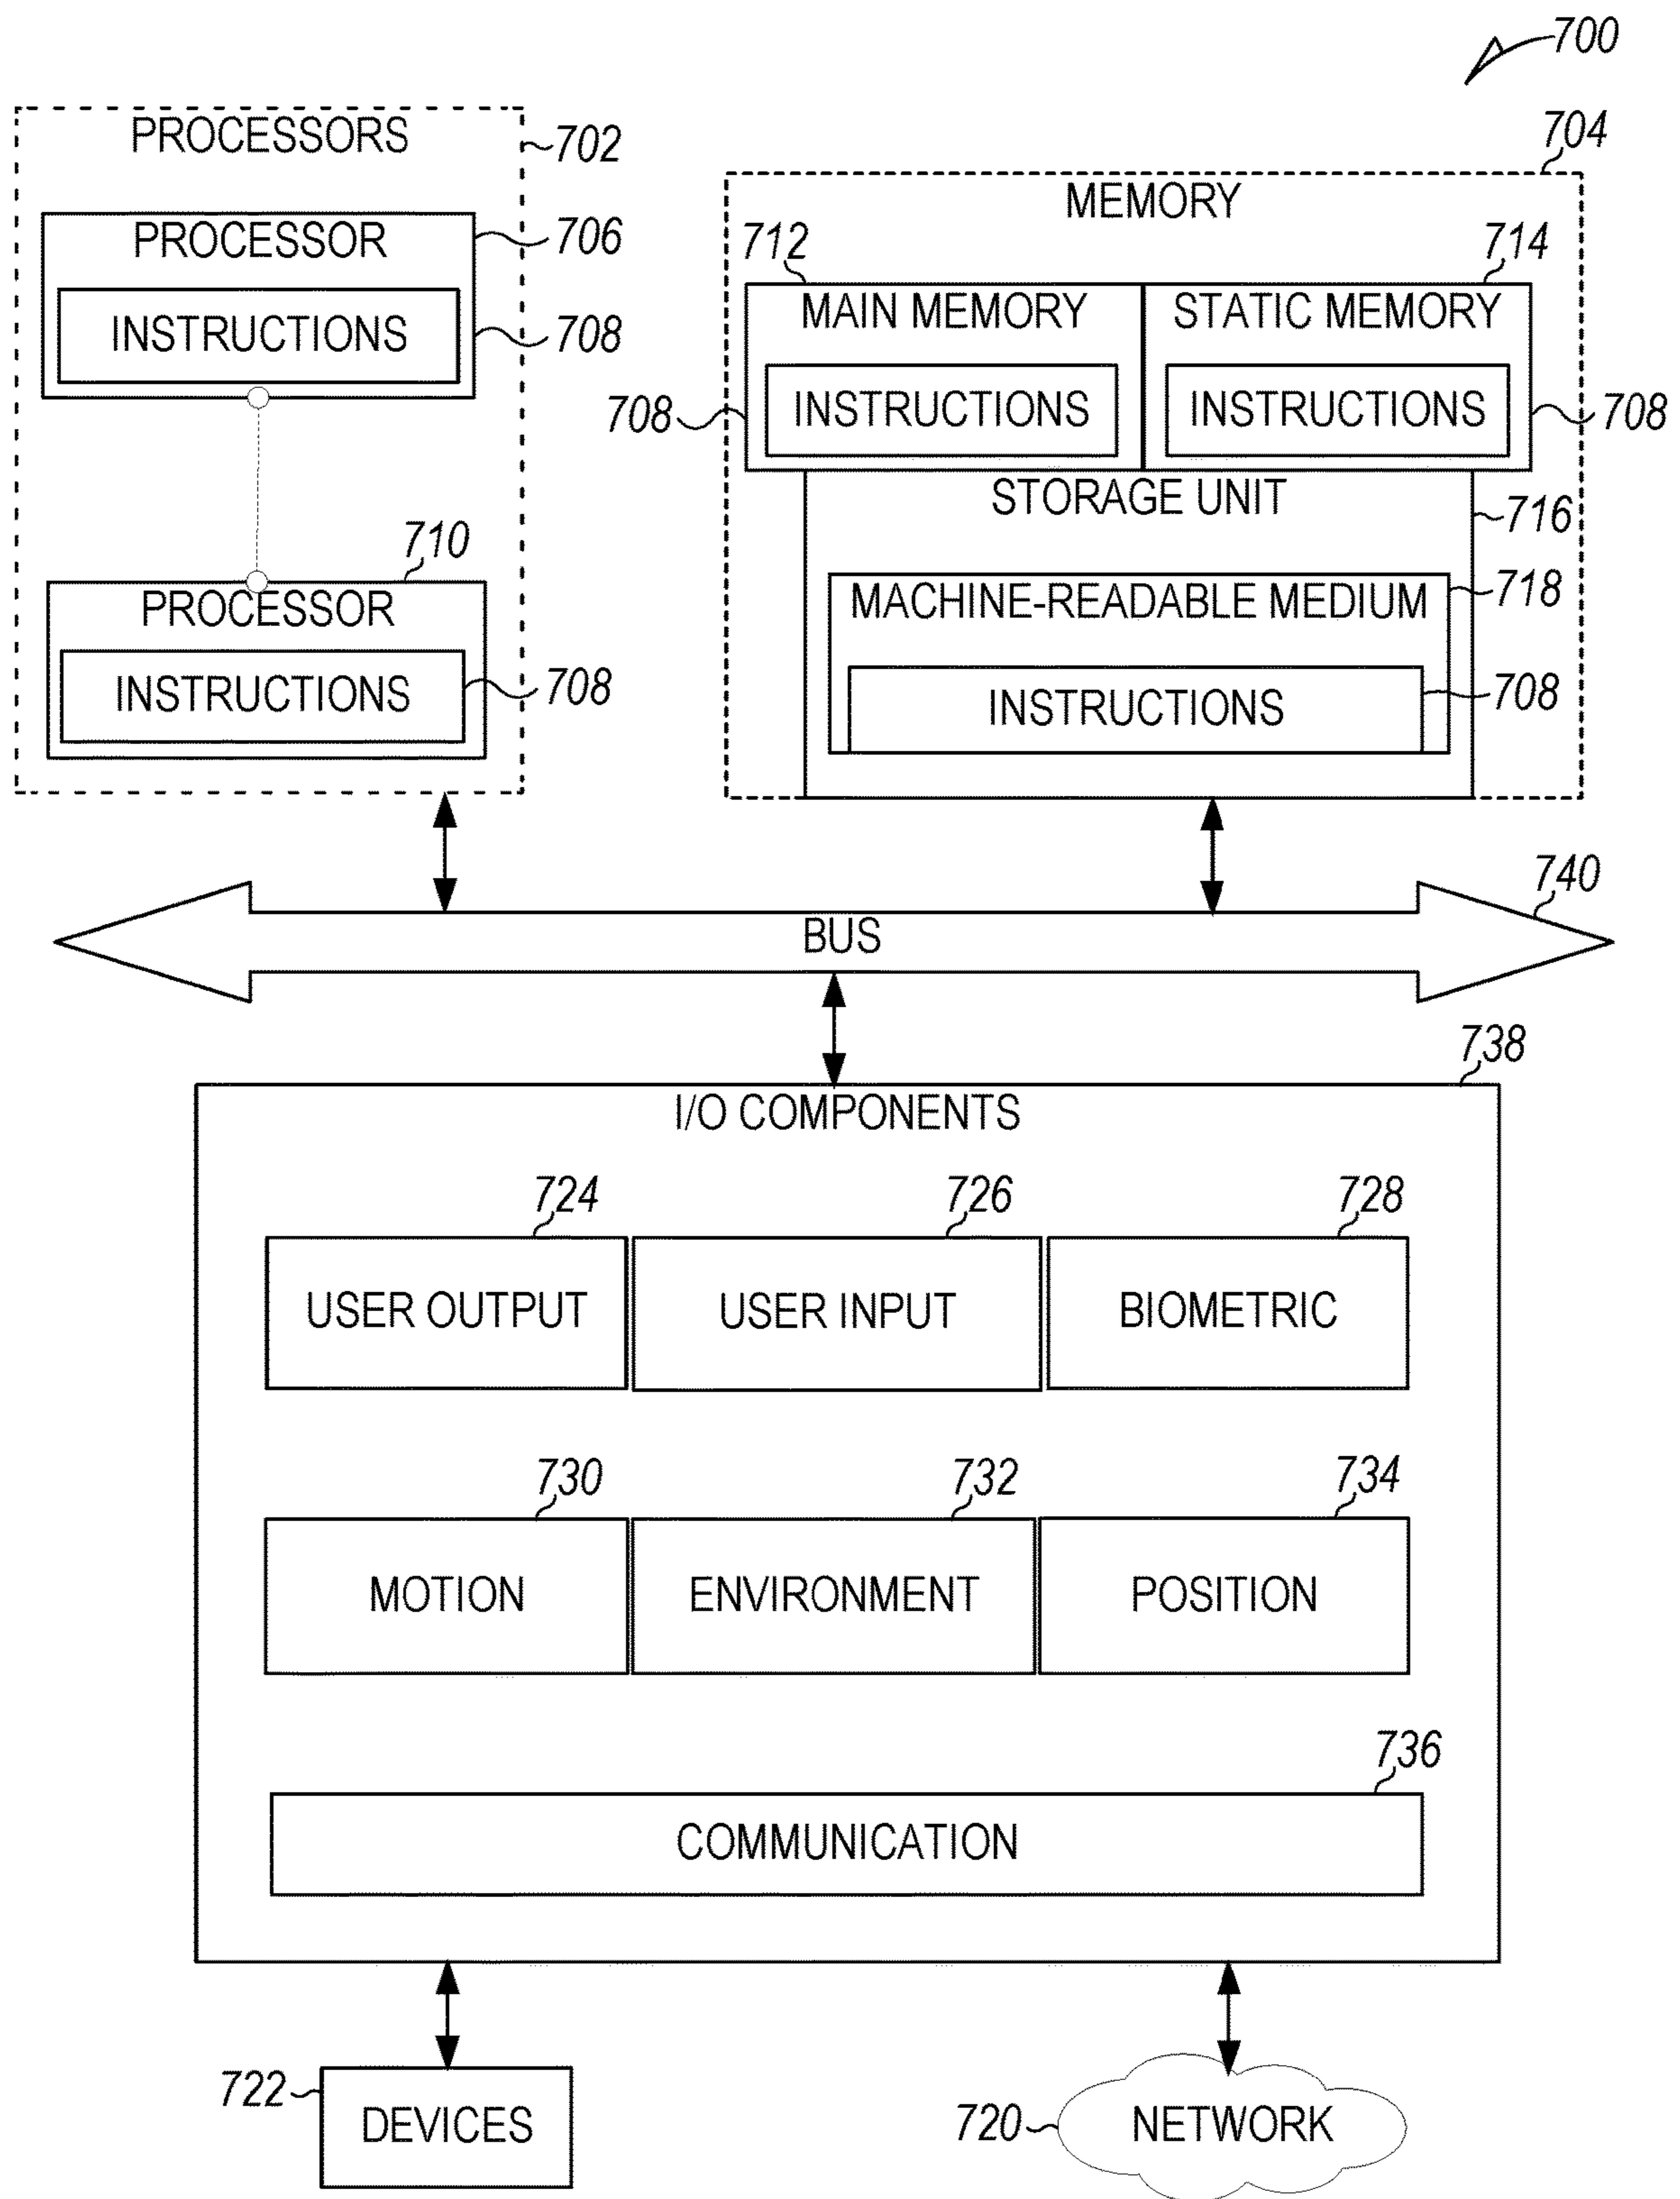 700
PROCESSORS
702
PROCESSOR
706
INSTRUCTIONS
708
710
PROCESSOR
INSTRUCTIONS
708
704
MEMORY
712
714
MAIN MEMORY
STATIC MEMORY
708
INSTRUCTIONS
INSTRUCTIONS
708
STORAGE UNIT
716
MACHINE-READABLE MEDIUM
718
INSTRUCTIONS
708
740
BUS
738
I/O COMPONENTS
724
726
728
USER OUTPUT
USER INPUT
BIOMETRIC
730
732
734
MOTION
ENVIRONMENT
POSITION
736
COMMUNICATION
722
DEVICES
720
NETWORK